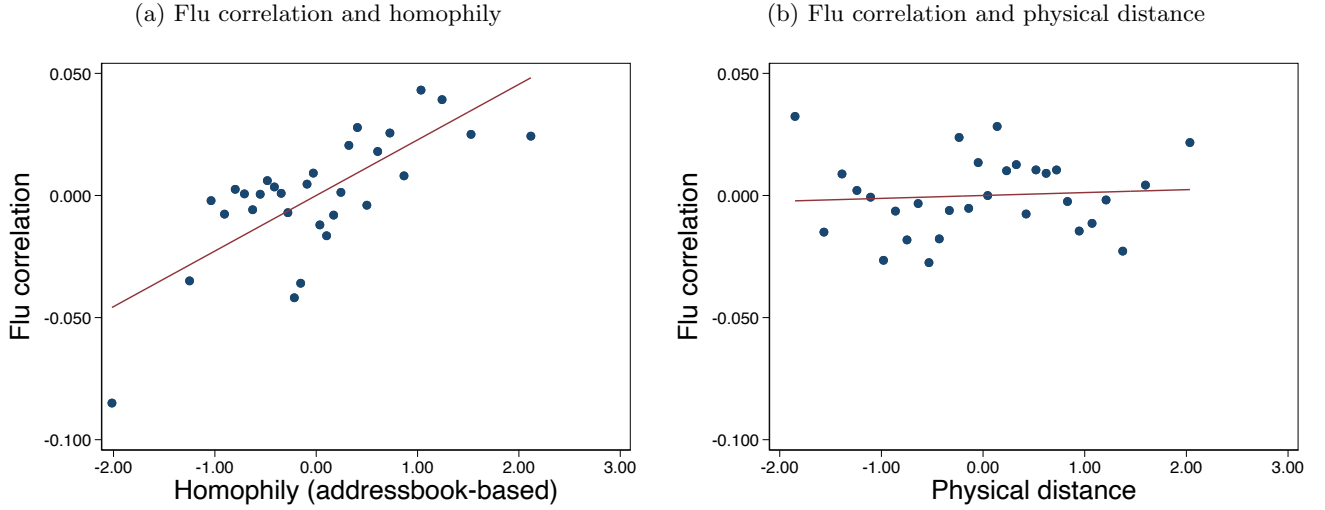 (a) Flu correlation and homophily
0.050
0.000
-0.050
-0.100
Flu correlation
-2.00 -1.00 0.00 1.00 2.00 3.00
Homophily (addressbook-based)
(b) Flu correlation and physical distance
0.050
0.000
-0.050
-0.100
Flu correlation
-2.00 -1.00 0.00 1.00 2.00 3.00
Physical distance